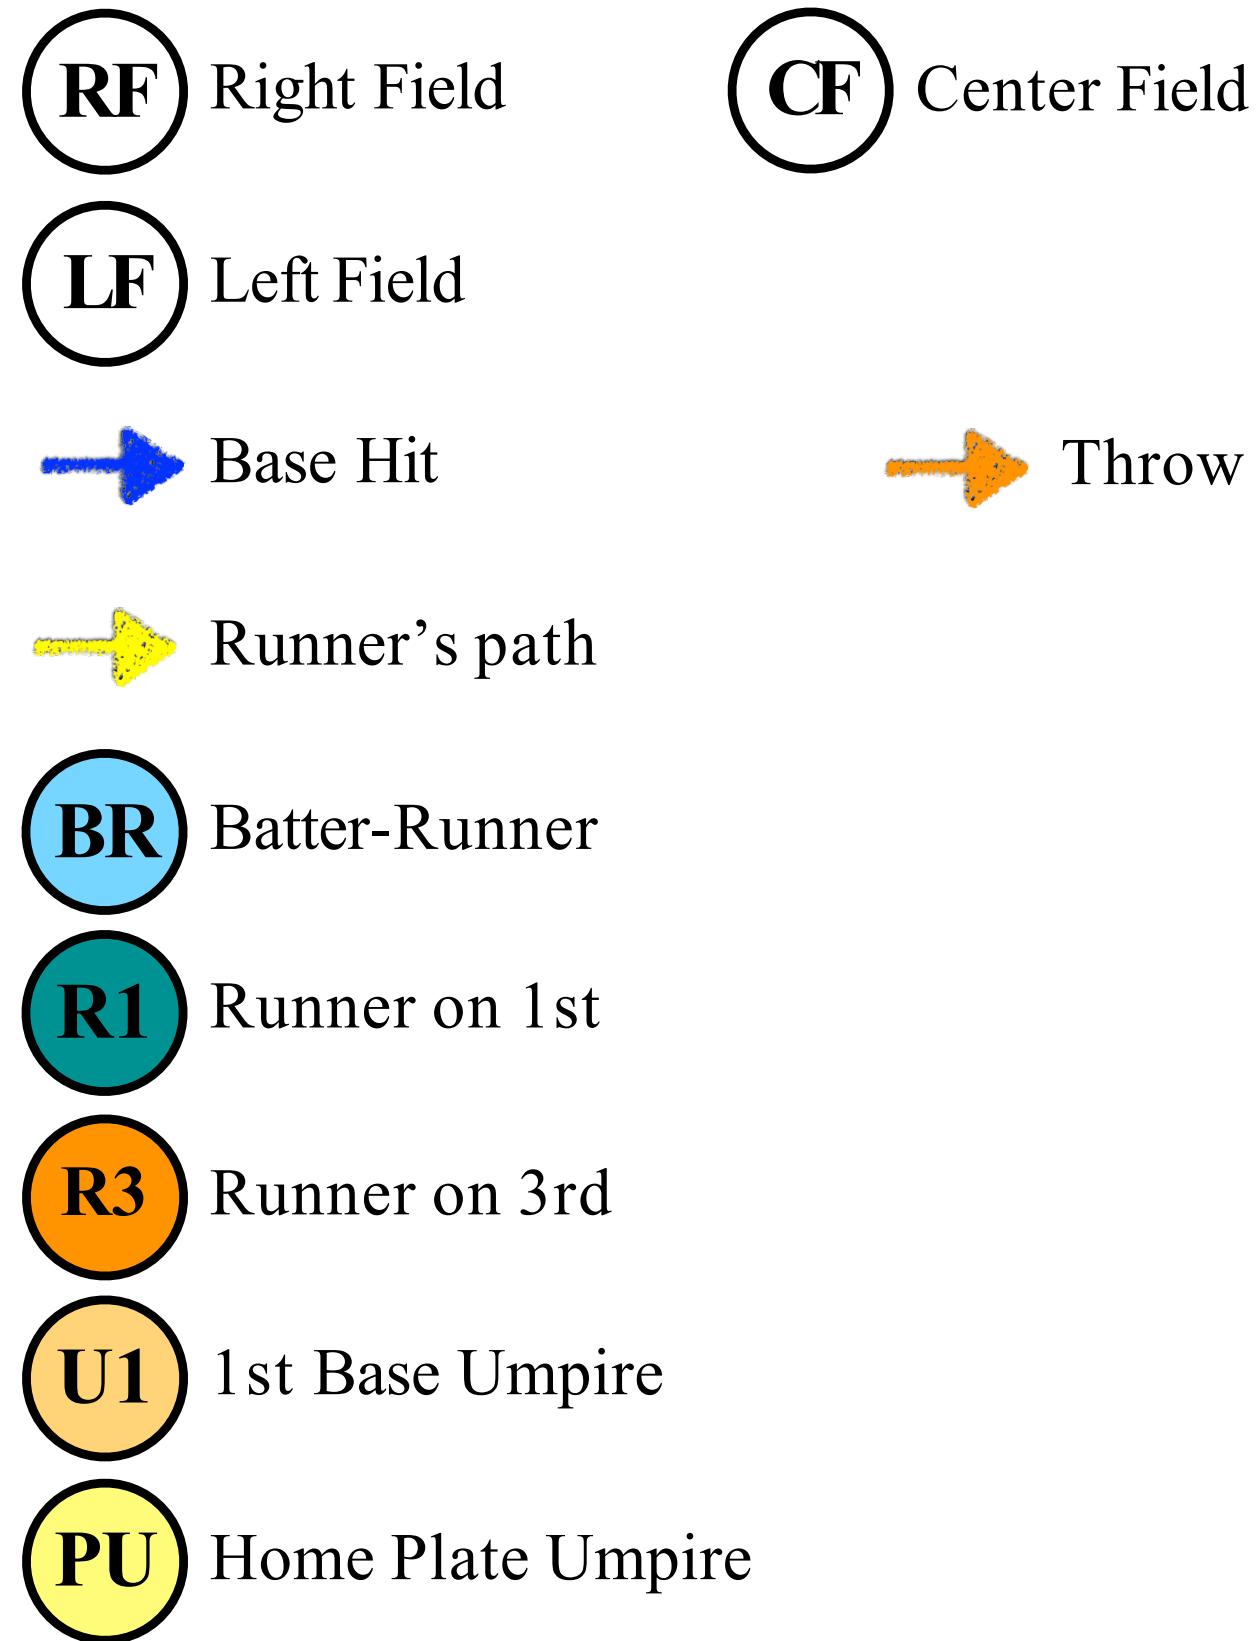 RF Right Field CF Center Field
LF Left Field
Base Hit Throw
Runner’s path
BR Batter-Runner
R1 Runner on 1st
R3 Runner on 3rd
U1 1st Base Umpire
PU Home Plate Umpire